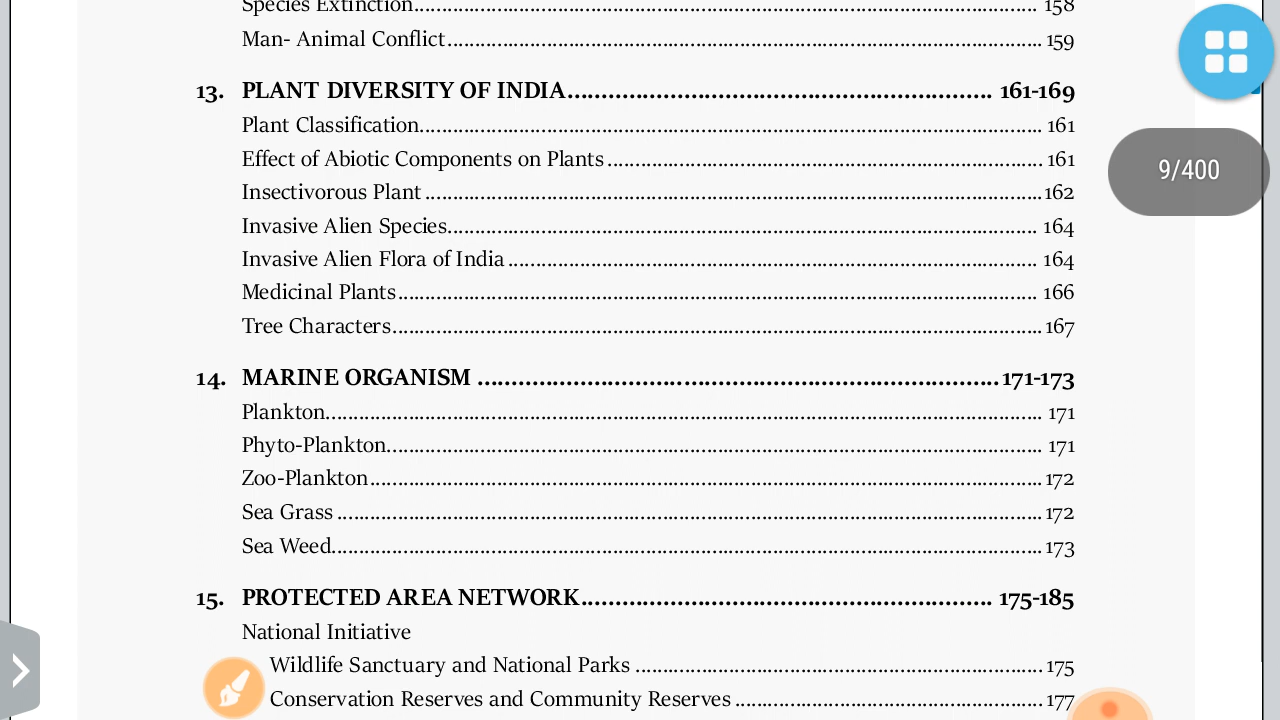 Species Extinction.......... 158
Man- Animal Conflict.......... 159
13. PLANT DIVERSITY OF INDIA.......... 161-169
Plant Classification.......... 161
Effect of Abiotic Components on Plants.......... 161
Insectivorous Plant.......... 162
Invasive Alien Species.......... 164
Invasive Alien Flora of India.......... 164
Medicinal Plants.......... 166
Tree Characters.......... 167
14. MARINE ORGANISM.......... 171-173
Plankton.......... 171
Phyto-Plankton.......... 171
Zoo-Plankton.......... 172
Sea Grass.......... 172
Sea Weed.......... 173
15. PROTECTED AREA NETWORK.......... 175-185
National Initiative
Wildlife Sanctuary and National Parks.......... 175
Conservation Reserves and Community Reserves.......... 177
9/400